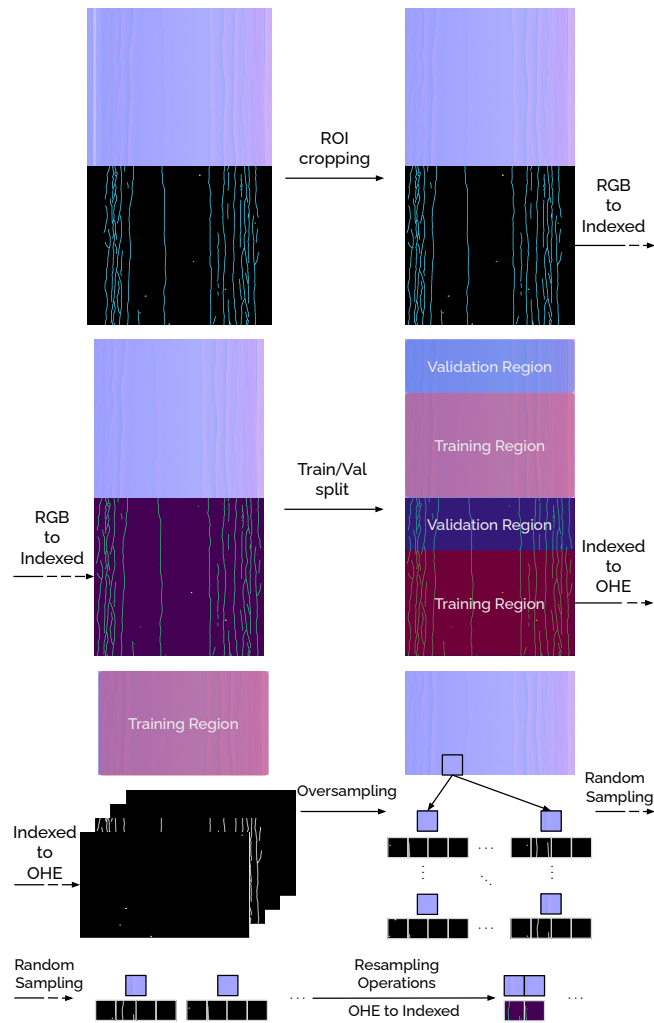 ROI
cropping
RGB
to
Indexed
Validation Region
Training Region
Train/Val
split
RGB
to
Indexed
Validation Region
Training Region
Indexed
to
OHE
Training Region
Oversampling
Random
Sampling
Indexed
to
OHE
Random
Sampling
Resampling
Operations
OHE to Indexed